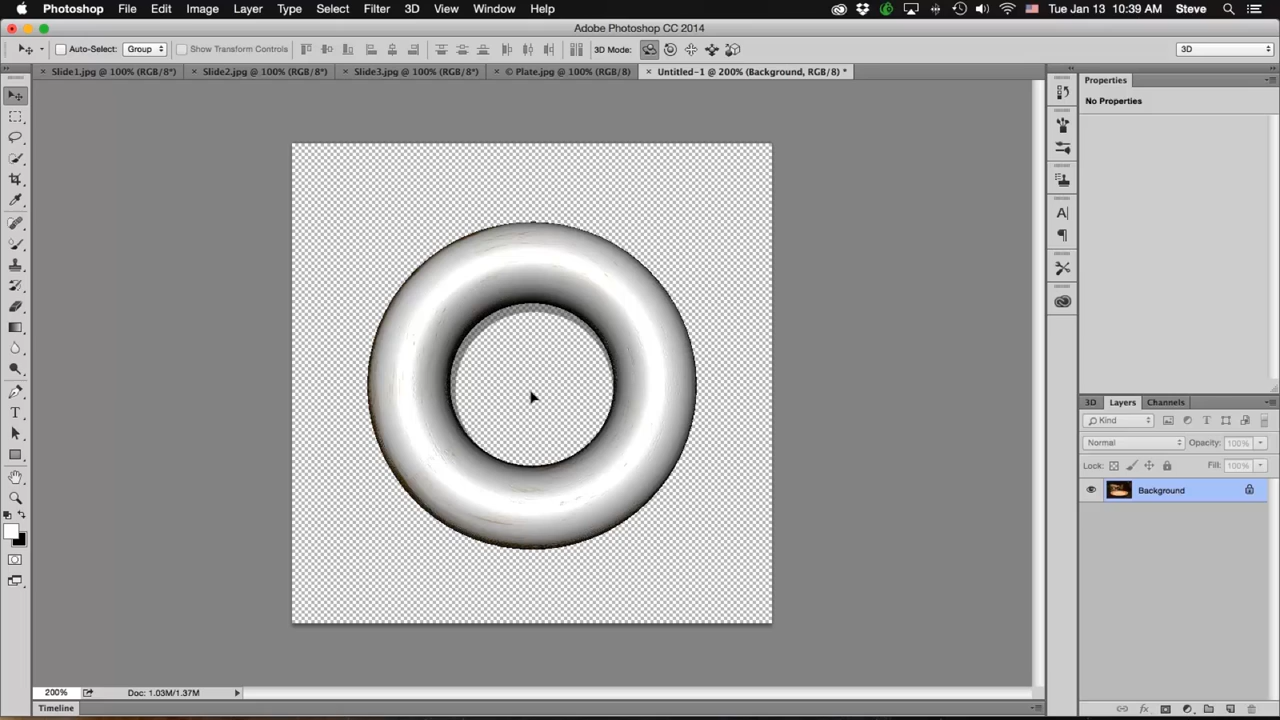 Photoshop File Edit Image Layer Type Select Filter 3D View Window Help Tue Jan 13 10:39 AM Steve
Adobe Photoshop CC 2014
Auto-Select: Group Show Transform Controls 3D Mode: 3D
Slide1.jpg @ 100% (RGB/8*) Slide2.jpg @ 100% (RGB/8*) Slide3.jpg @ 100% (RGB/8*) © Plate.jpg @ 100% (RGB/8) Untitled-1 @ 200% (Background, RGB/8) *
Properties
No Properties
3D Layers Channels
Kind
Normal Opacity: 100%
Lock: Fill: 100%
Background
200% Doc: 1.03M/1.37M
Timeline